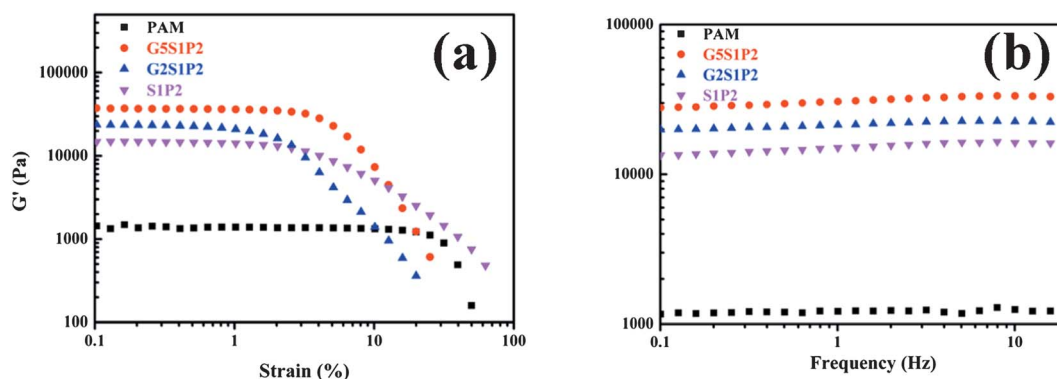 (a)
PAM
G5S1P2
G2S1P2
S1P2
100000
10000
1000
100
G' (Pa)
0.1 1 10 100
Strain (%)
(b)
PAM
G5S1P2
G2S1P2
S1P2
100000
10000
1000
0.1 1 10
Frequency (Hz)